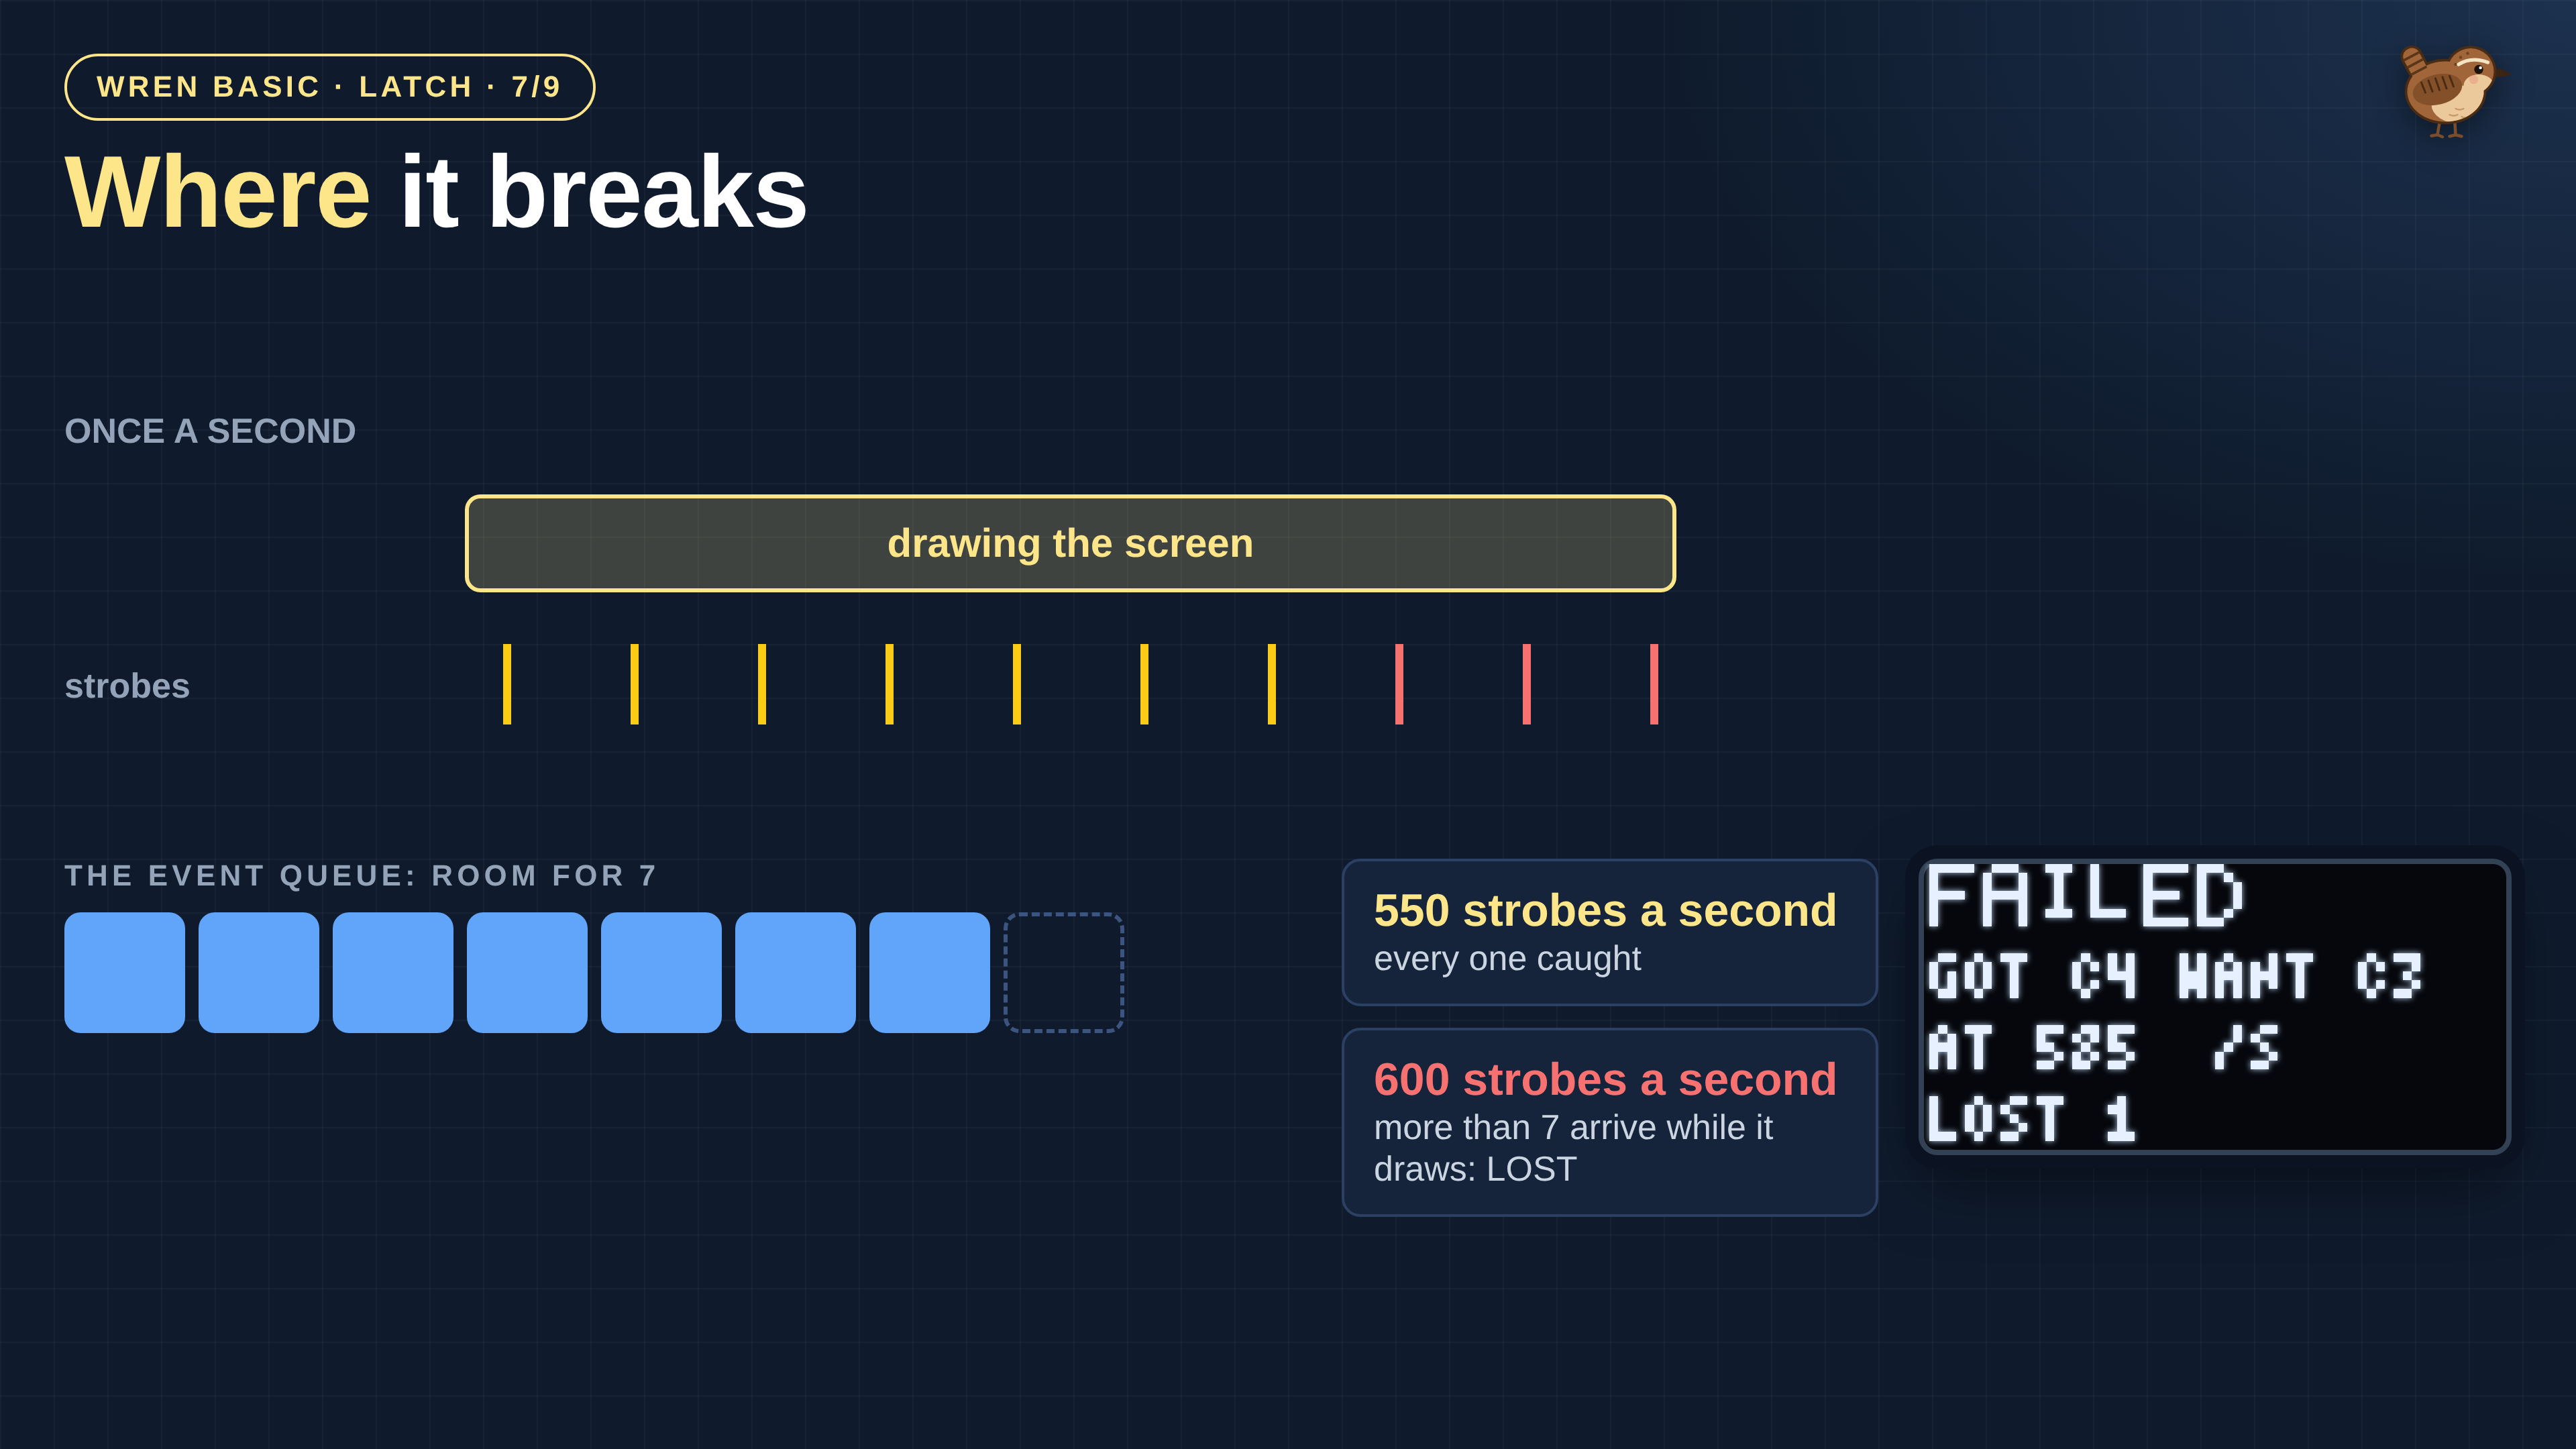 WREN BASIC · LATCH · 7/9
Where it breaks
ONCE A SECOND
drawing the screen
strobes
THE EVENT QUEUE: ROOM FOR 7
550 strobes a second
every one caught
600 strobes a second
more than 7 arrive while it
draws: LOST
FAILED
GOT C4 WANT C3
AT 585 /S
LOST 1